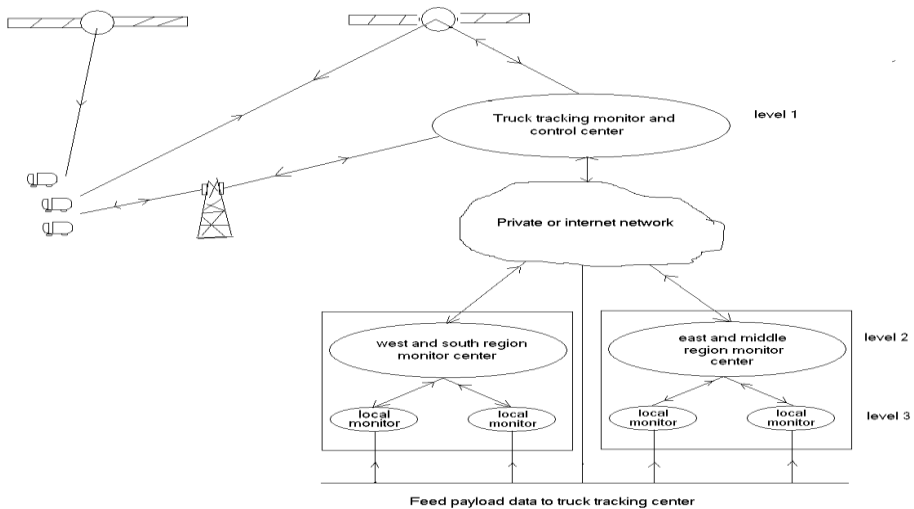 Truck tracking monitor and
control center
level 1
Private or internet network
west and south region
monitor center
east and middle
region monitor
center
level 2
local
monitor
local
monitor
local
monitor
local
monitor
level 3
Feed payload data to truck tracking center